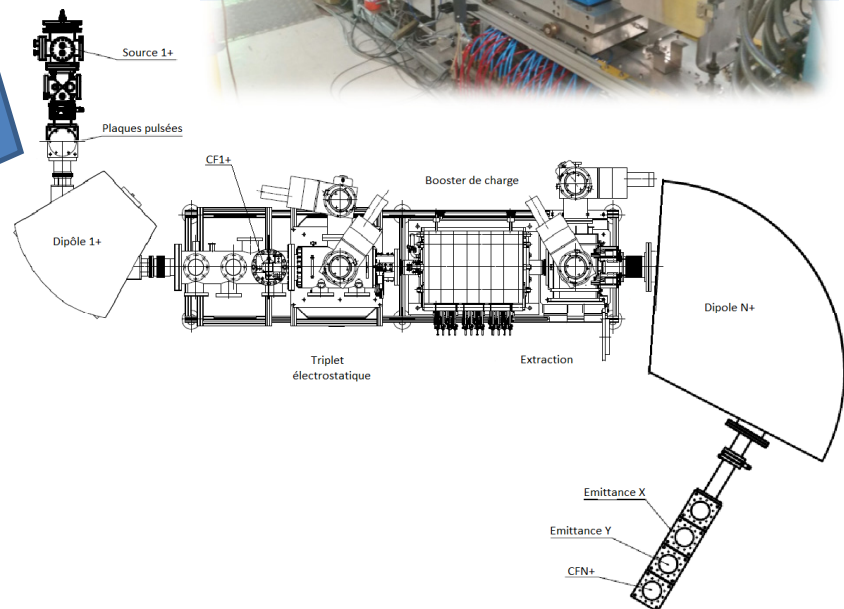 Source 1+
Plaques pulsées
CF1+
Booster de charge
Dipôle 1+
Dipole N+
Triplet
électrostatique
Extraction
Emittance X
Emittance Y
CFN+